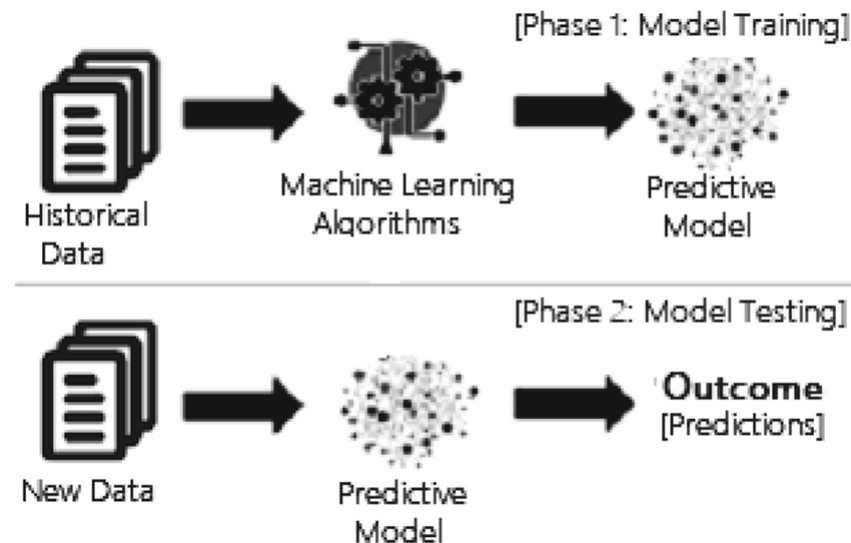 [Phase 1: Model Training]
Historical
Data
Machine Learning
Algorithms
Predictive
Model
[Phase 2: Model Testing]
New Data
Predictive
Model
Outcome
[Predictions]